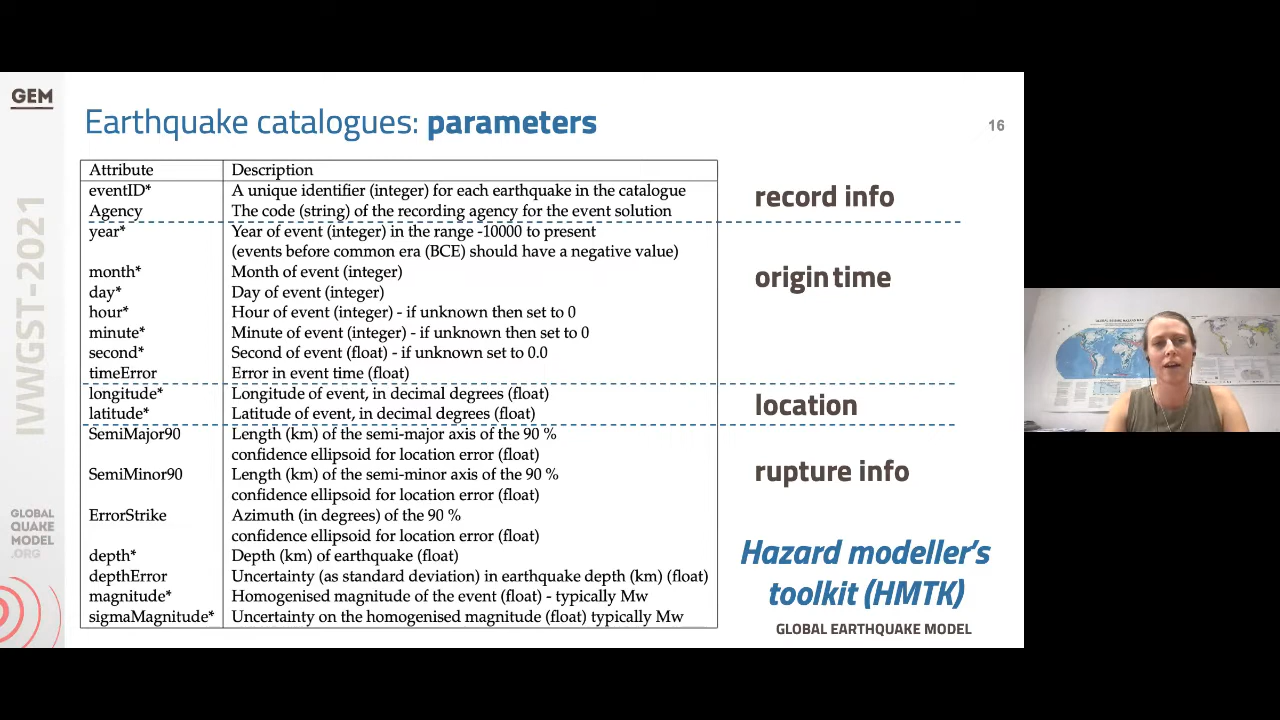 GEM
Earthquake catalogues: parameters
16
Attribute Description
eventID* A unique identifier (integer) for each earthquake in the catalogue
Agency The code (string) of the recording agency for the event solution
record info
year* Year of event (integer) in the range -10000 to present
(events before common era (BCE) should have a negative value)
month* Month of event (integer)
day* Day of event (integer)
hour* Hour of event (integer) - if unknown then set to 0
minute* Minute of event (integer) - if unknown then set to 0
second* Second of event (float) - if unknown set to 0.0
timeError Error in event time (float)
origin time
longitude* Longitude of event, in decimal degrees (float)
latitude* Latitude of event, in decimal degrees (float)
location
SemiMajor90 Length (km) of the semi-major axis of the 90 %
confidence ellipsoid for location error (float)
SemiMinor90 Length (km) of the semi-minor axis of the 90 %
confidence ellipsoid for location error (float)
ErrorStrike Azimuth (in degrees) of the 90 %
confidence ellipsoid for location error (float)
depth* Depth (km) of earthquake (float)
depthError Uncertainty (as standard deviation) in earthquake depth (km) (float)
magnitude* Homogenised magnitude of the event (float) - typically Mw
sigmaMagnitude* Uncertainty on the homogenised magnitude (float) typically Mw
rupture info
Hazard modeller's
toolkit (HMTK)
GLOBAL EARTHQUAKE MODEL
IVWGST-2021
GLOBAL
QUAKE
MODEL
.ORG